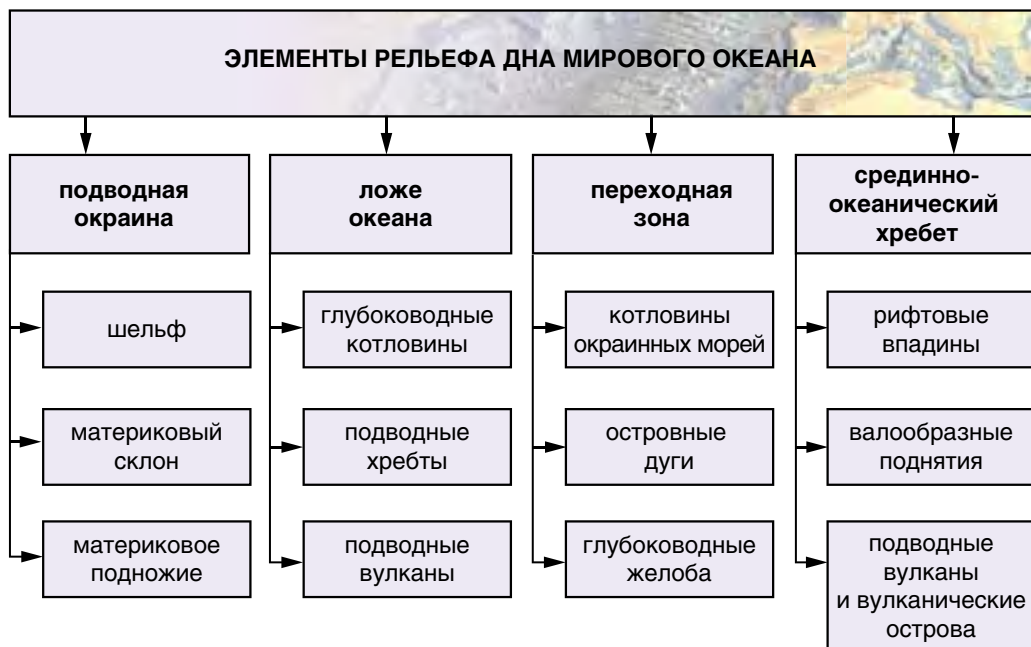 ЭЛЕМЕНТЫ РЕЛЬЕФА ДНА МИРОВОГО ОКЕАНА
подводная
окраина
шельф
материковый
склон
материковое
подножие
ложе
океана
глубоководные
котловины
подводные
хребты
подводные
вулканы
переходная
зона
котловины
окраинных морей
островные
дуги
глубоководные
желоба
срединно-
океанический
хребет
рифтовые
впадины
валообразные
поднятия
подводные
вулканы
и вулканические
острова